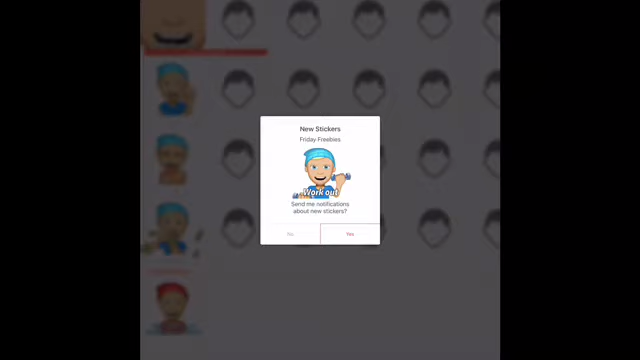 New Stickers
Friday Freebies
Work out
Send me notifications
about new stickers?
No
Yes